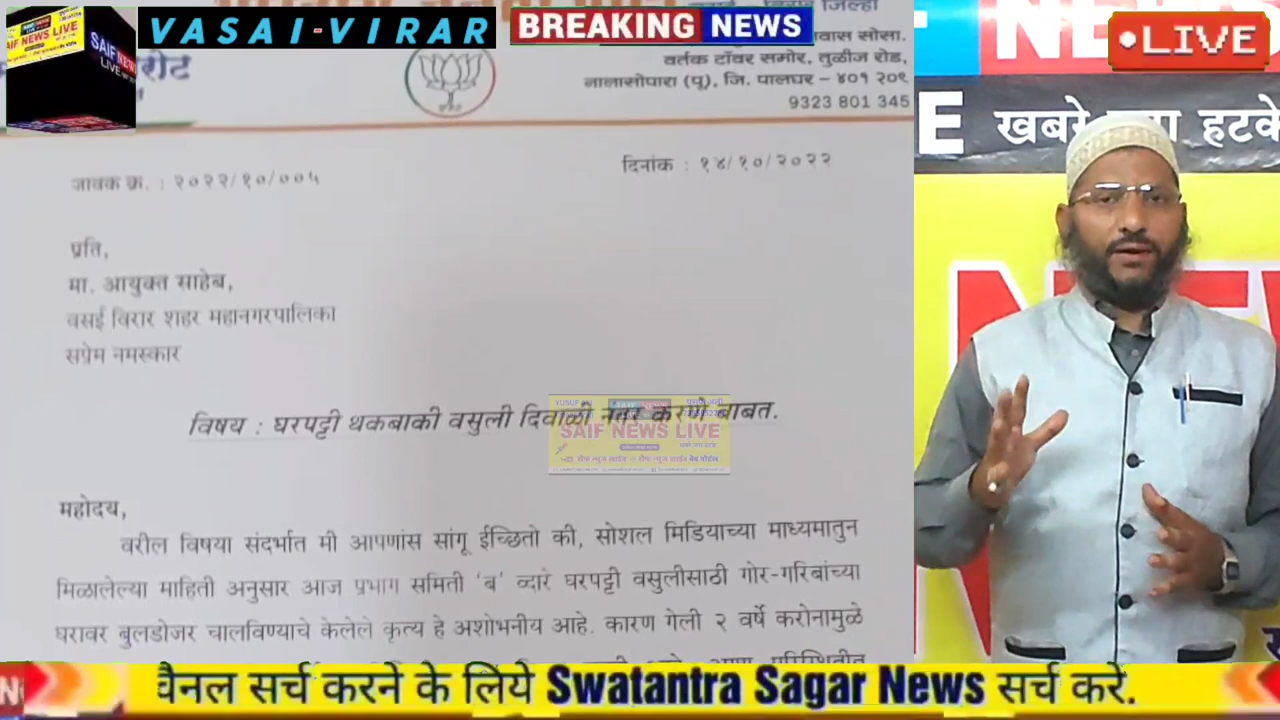 VASAI-VIRAR
BREAKING NEWS
LIVE
SAIF NEWS LIVE
खबरे हटके
वर्तक टॉवर समोर, तुळींज रोड,
नालासोपारा (पू), जि. पालघर – ४०१ २०९
9323 801 345
जावक क्र. : २०२२/१०/००५
दिनांक : १४/१०/२०२२
प्रति,
मा. आयुक्त साहेब,
वसई विरार शहर महानगरपालिका
सप्रेम नमस्कार
विषय : घरपट्टी थकबाकी वसुली दिवाळी नंतर करणे बाबत.
SAIF NEWS LIVE
महोदय,
वरील विषया संदर्भात मी आपणांस सांगू ईच्छितो की, सोशल मिडियाच्या माध्यमातुन
मिळालेल्या माहिती अनुसार आज प्रभाग समिती 'ब' व्दारे घरपट्टी वसुलीसाठी गोर-गरिबांच्या
घरावर बुलडोजर चालविण्याचे केलेले कृत्य हे अशोभनीय आहे. कारण गेली २ वर्षे करोनामुळे
चैनल सर्च करने के लिये Swatantra Sagar News सर्च करें.